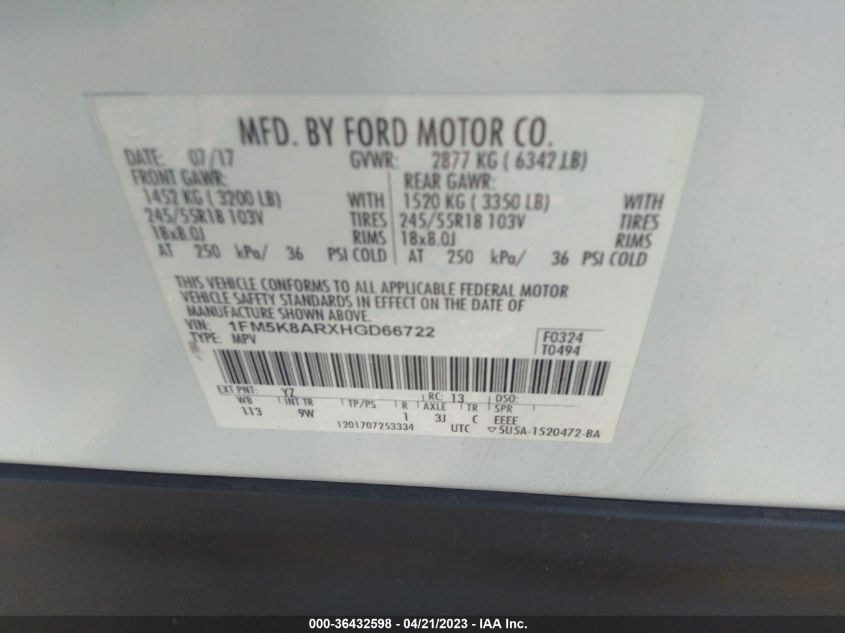 MFD. BY FORD MOTOR CO.
DATE: 07/17 GVWR: 2877 KG ( 6342 LB)
FRONT GAWR: REAR GAWR:
1452 KG ( 3200 LB) WITH 1520 KG ( 3350 LB) WITH
245/55R18 103V TIRES 245/55R18 103V TIRES
18x8.0J RIMS 18x8.0J RIMS
AT 250 kPa/ 36 PSI COLD AT 250 kPa/ 36 PSI COLD
THIS VEHICLE CONFORMS TO ALL APPLICABLE FEDERAL MOTOR
VEHICLE SAFETY STANDARDS IN EFFECT ON THE DATE OF
MANUFACTURE SHOWN ABOVE.
VIN: 1FM5K8ARXHGD66722
TYPE: MPV
F0324
T0494
EXT PNT: YZ RC: 13 DSO:
WB INT TR TP/PS R AXLE TR SPR
113 9W 1 3J C EEEE
1201707253334 UTC ▽5U5A-1520472-BA
000-36432598 - 04/21/2023 - IAA Inc.